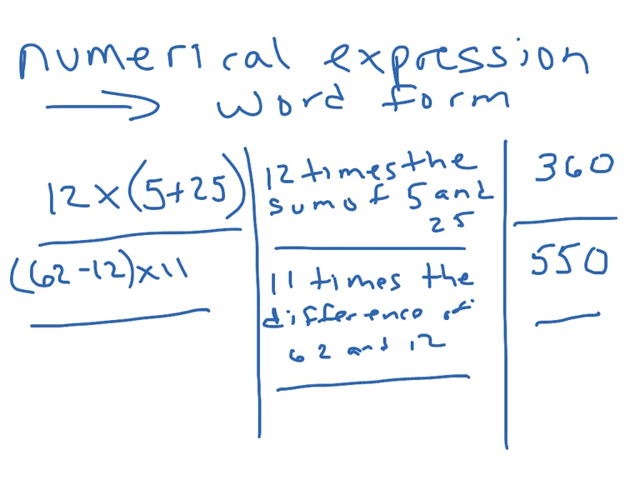 numerical expression
→ word form
12×(5+25)
12 times the
sum of 5 and
25
360
(62-12)×11
11 times the
difference of
62 and 12
550